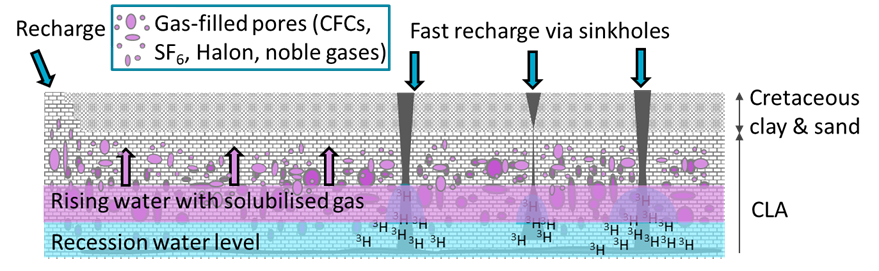 Recharge
Gas-filled pores (CFCs,
SF₆, Halon, noble gases)
Fast recharge via sinkholes
Cretaceous
clay & sand
CLA
Rising water with solubilised gas
Recession water level
³H
³H ³H ³H
³H ³H ³H ³H
³H ³H ³H
³H ³H
³H ³H ³H
³H ³H ³H ³H
³H ³H ³H ³H
³H